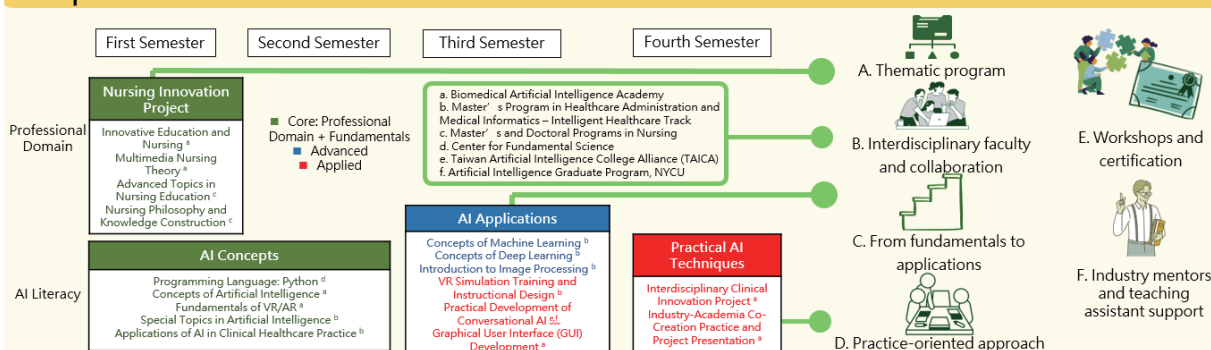 First Semester
Second Semester
Third Semester
Fourth Semester
Professional
Domain
Nursing Innovation
Project
Innovative Education and
Nursing a
Multimedia Nursing
Theory a
Advanced Topics in
Nursing Education c
Nursing Philosophy and
Knowledge Construction c
Core: Professional
Domain + Fundamentals
Advanced
Applied
a. Biomedical Artificial Intelligence Academy
b. Master' s Program in Healthcare Administration and
Medical Informatics – Intelligent Healthcare Track
c. Master' s and Doctoral Programs in Nursing
d. Center for Fundamental Science
e. Taiwan Artificial Intelligence College Alliance (TAICA)
f. Artificial Intelligence Graduate Program, NYCU
AI Literacy
AI Concepts
Programming Language: Python d
Concepts of Artificial Intelligence a
Fundamentals of VR/AR a
Special Topics in Artificial Intelligence b
Applications of AI in Clinical Healthcare Practice b
AI Applications
Concepts of Machine Learning b
Concepts of Deep Learning b
Introduction to Image Processing b
VR Simulation Training and
Instructional Design b
Practical Development of
Conversational AI
Graphical User Interface (GUI)
Development a
Practical AI
Techniques
Interdisciplinary Clinical
Innovation Project a
Industry-Academia Co-
Creation Practice and
Project Presentation a
A. Thematic program
B. Interdisciplinary faculty
and collaboration
C. From fundamentals to
applications
D. Practice-oriented approach
E. Workshops and
certification
F. Industry mentors
and teaching
assistant support